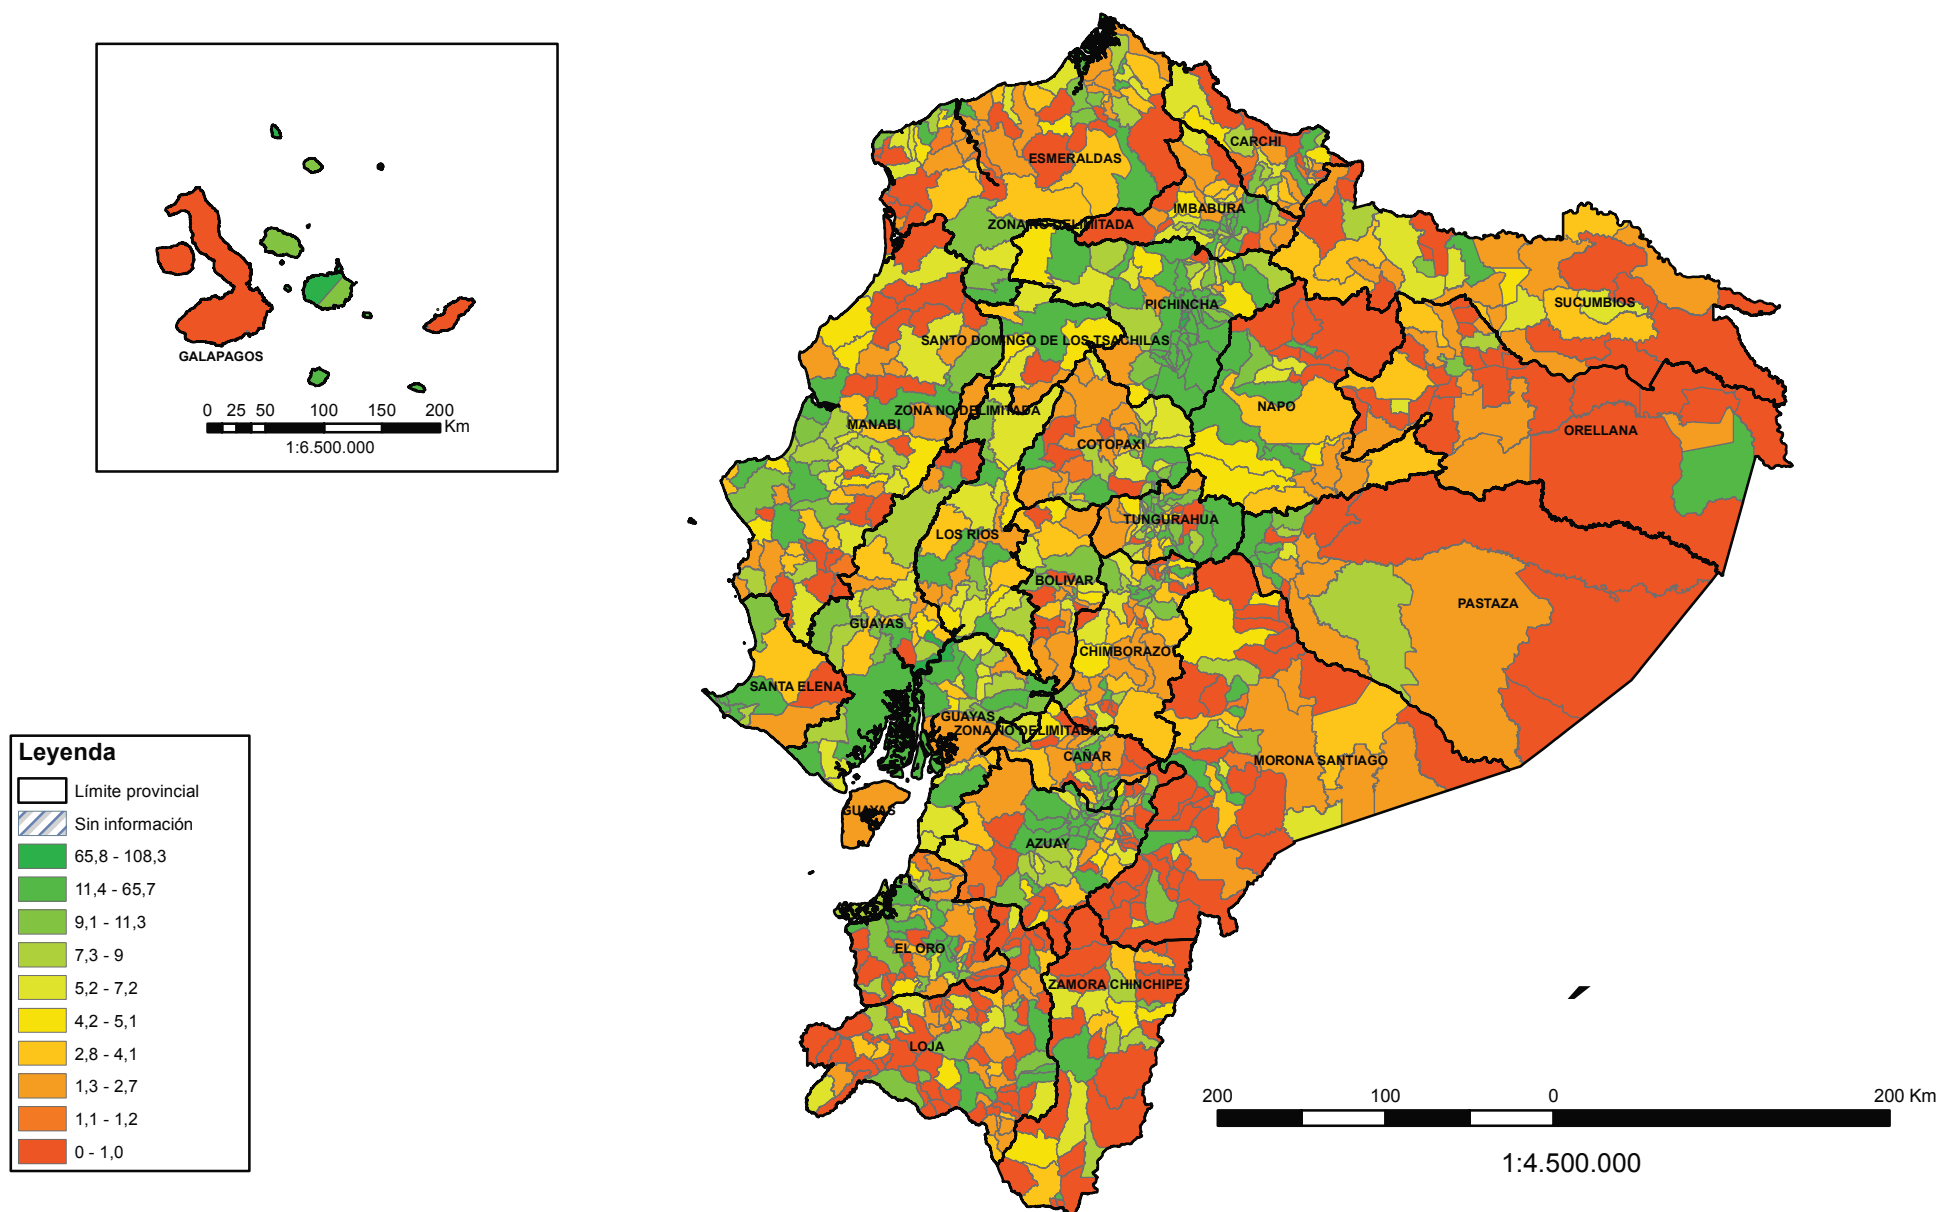 GALAPAGOS
0 25 50 100 150 200
Km
1:6.500.000
ESMERALDAS
CARCHI
IMBABURA
ZONA NO DELIMITADA
PICHINCHA
SUCUMBIOS
SANTO DOMINGO DE LOS TSACHILAS
NAPO
ZONA NO DELIMITADA
MANABI
ORELLANA
COTOPAXI
TUNGURAHUA
LOS RIOS
BOLIVAR
PASTAZA
GUAYAS
CHIMBORAZO
SANTA ELENA
GUAYAS
ZONA NO DELIMITADA
CAÑAR
MORONA SANTIAGO
GUAYAS
AZUAY
EL ORO
ZAMORA CHINCHIPE
LOJA
Leyenda
Límite provincial
Sin información
65,8 - 108,3
11,4 - 65,7
9,1 - 11,3
7,3 - 9
5,2 - 7,2
4,2 - 5,1
2,8 - 4,1
1,3 - 2,7
1,1 - 1,2
0 - 1,0
200 100 0 200 Km
1:4.500.000